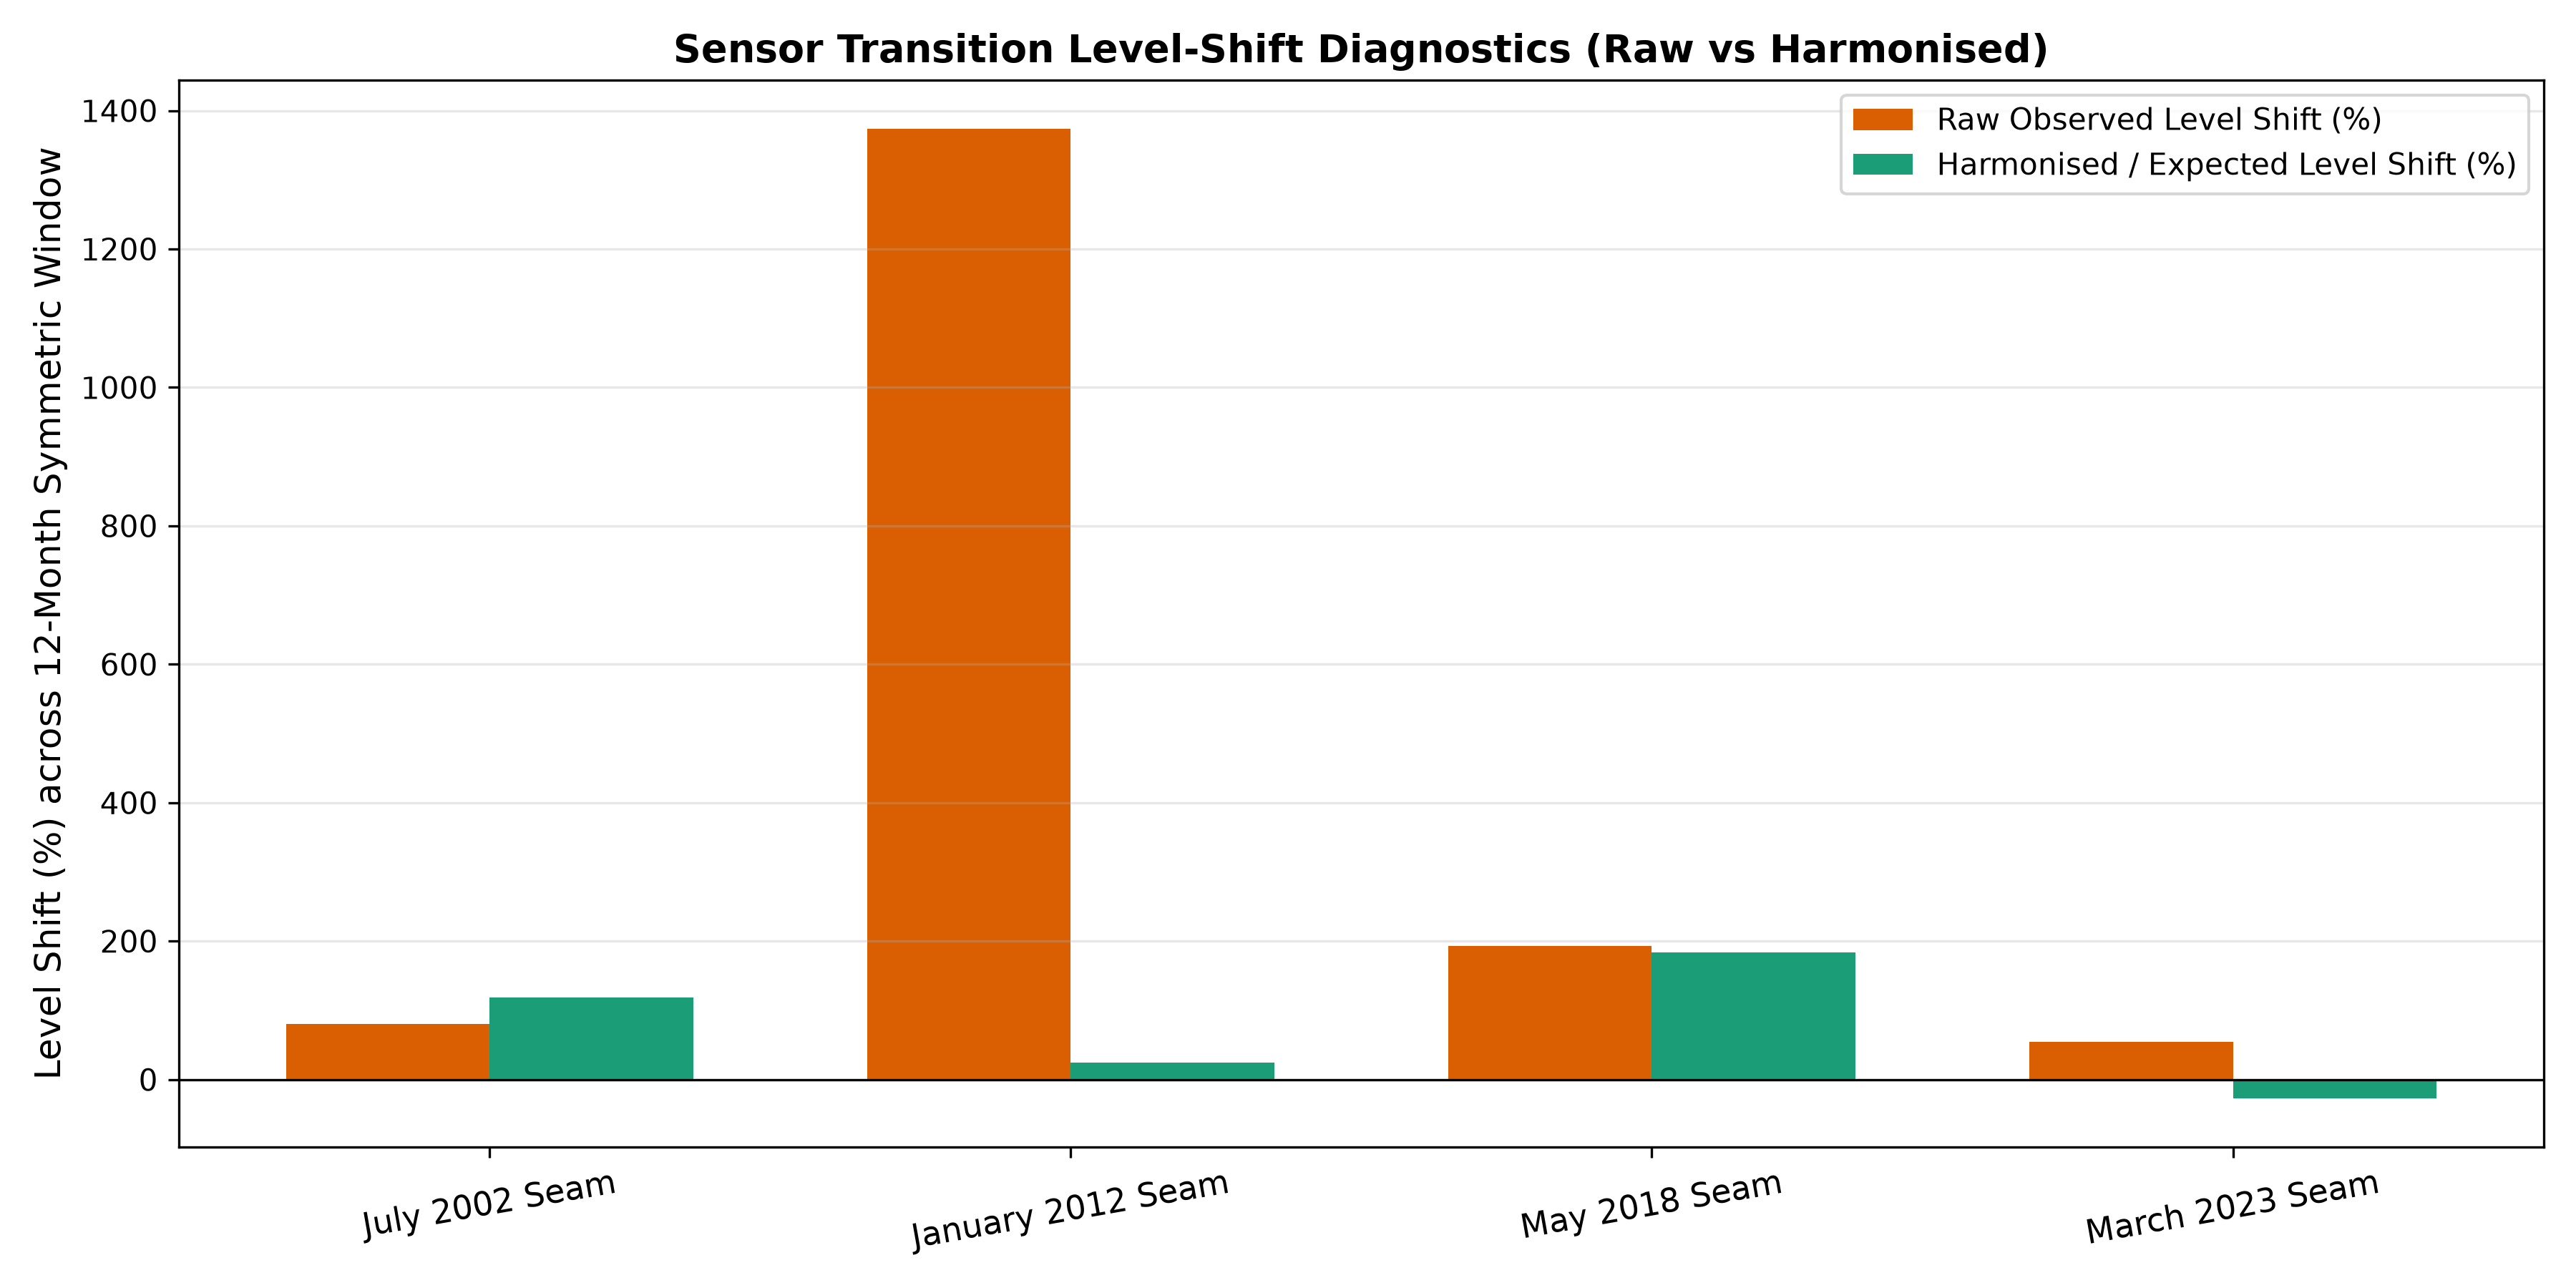 Sensor Transition Level-Shift Diagnostics (Raw vs Harmonised)
Raw Observed Level Shift (%)
Harmonised / Expected Level Shift (%)
Level Shift (%) across 12-Month Symmetric Window
1400
1200
1000
800
600
400
200
0
July 2002 Seam
January 2012 Seam
May 2018 Seam
March 2023 Seam